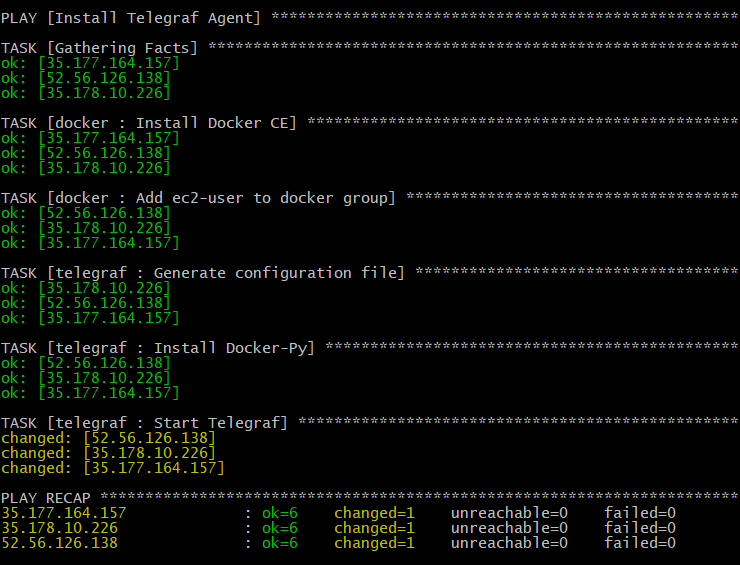 PLAY [Install Telegraf Agent] ****************************************************
TASK [Gathering Facts] ***********************************************************
ok: [35.177.164.157]
ok: [52.56.126.138]
ok: [35.178.10.226]
TASK [docker : Install Docker CE] ************************************************
ok: [35.177.164.157]
ok: [52.56.126.138]
ok: [35.178.10.226]
TASK [docker : Add ec2-user to docker group] *************************************
ok: [52.56.126.138]
ok: [35.178.10.226]
ok: [35.177.164.157]
TASK [telegraf : Generate configuration file] ************************************
ok: [35.178.10.226]
ok: [52.56.126.138]
ok: [35.177.164.157]
TASK [telegraf : Install Docker-Py] **********************************************
ok: [52.56.126.138]
ok: [35.178.10.226]
ok: [35.177.164.157]
TASK [telegraf : Start Telegraf] *************************************************
changed: [52.56.126.138]
changed: [35.178.10.226]
changed: [35.177.164.157]
PLAY RECAP ***********************************************************************
35.177.164.157             : ok=6    changed=1    unreachable=0    failed=0
35.178.10.226              : ok=6    changed=1    unreachable=0    failed=0
52.56.126.138              : ok=6    changed=1    unreachable=0    failed=0